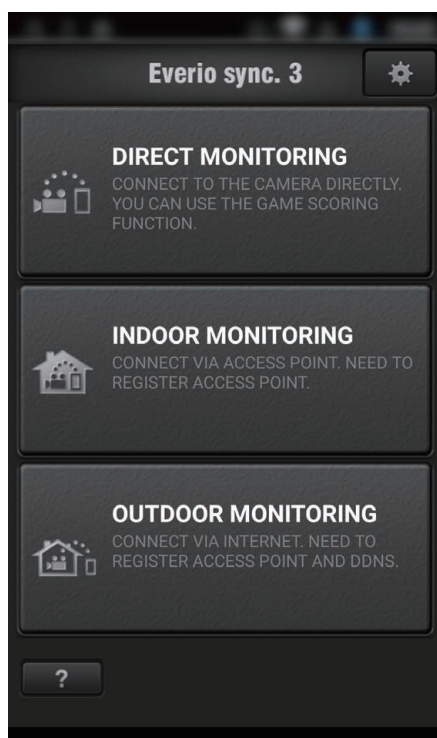 Everio sync. 3
DIRECT MONITORING
CONNECT TO THE CAMERA DIRECTLY.
YOU CAN USE THE GAME SCORING
FUNCTION.
INDOOR MONITORING
CONNECT VIA ACCESS POINT. NEED TO
REGISTER ACCESS POINT.
OUTDOOR MONITORING
CONNECT VIA INTERNET. NEED TO
REGISTER ACCESS POINT AND DDNS.
?